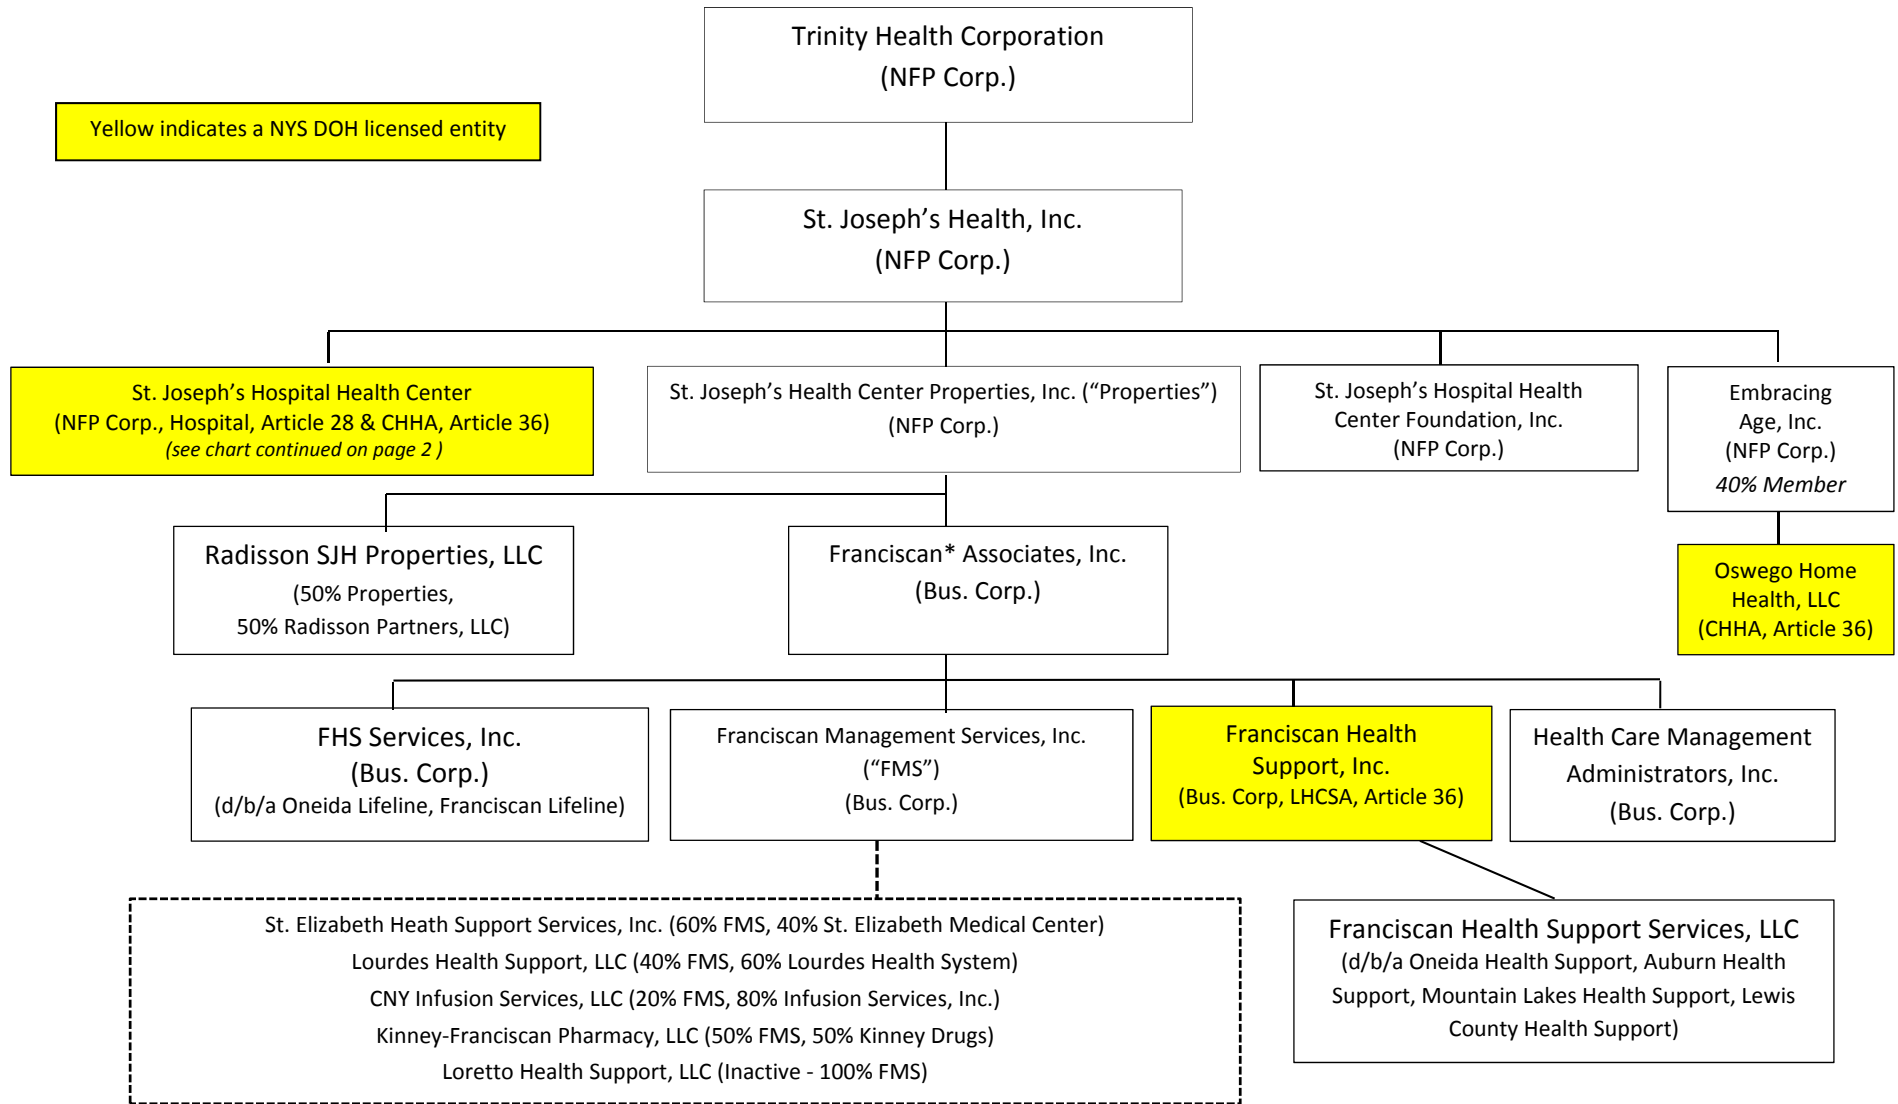 Trinity Health Corporation
(NFP Corp.)
Yellow indicates a NYS DOH licensed entity
St. Joseph’s Health, Inc.
(NFP Corp.)
St. Joseph’s Hospital Health Center
(NFP Corp., Hospital, Article 28 & CHHA, Article 36)
(see chart continued on page 2 )
St. Joseph’s Health Center Properties, Inc. (“Properties”)
(NFP Corp.)
St. Joseph’s Hospital Health
Center Foundation, Inc.
(NFP Corp.)
Embracing
Age, Inc.
(NFP Corp.)
40% Member
Radisson SJH Properties, LLC
(50% Properties,
50% Radisson Partners, LLC)
Franciscan* Associates, Inc.
(Bus. Corp.)
Oswego Home
Health, LLC
(CHHA, Article 36)
FHS Services, Inc.
(Bus. Corp.)
(d/b/a Oneida Lifeline, Franciscan Lifeline)
Franciscan Management Services, Inc.
(“FMS”)
(Bus. Corp.)
Franciscan Health
Support, Inc.
(Bus. Corp, LHCSA, Article 36)
Health Care Management
Administrators, Inc.
(Bus. Corp.)
St. Elizabeth Heath Support Services, Inc. (60% FMS, 40% St. Elizabeth Medical Center)
Lourdes Health Support, LLC (40% FMS, 60% Lourdes Health System)
CNY Infusion Services, LLC (20% FMS, 80% Infusion Services, Inc.)
Kinney-Franciscan Pharmacy, LLC (50% FMS, 50% Kinney Drugs)
Loretto Health Support, LLC (Inactive - 100% FMS)
Franciscan Health Support Services, LLC
(d/b/a Oneida Health Support, Auburn Health
Support, Mountain Lakes Health Support, Lewis
County Health Support)